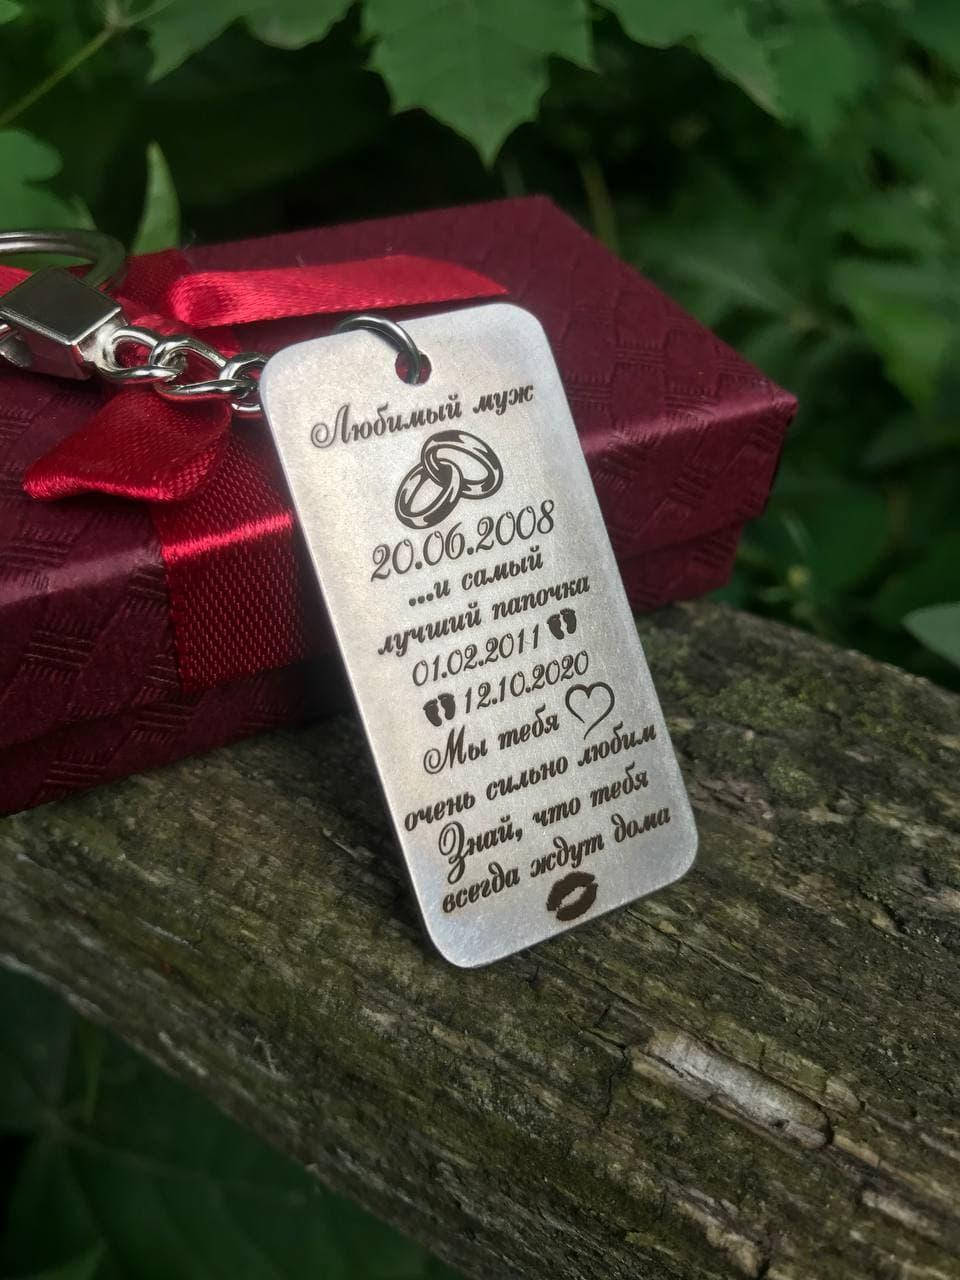 Любимый муж
20.06.2008
...и самый
лучший папочка
01.02.2011
12.10.2020
Мы тебя
очень сильно любим
Знай, что тебя
всегда ждут дома